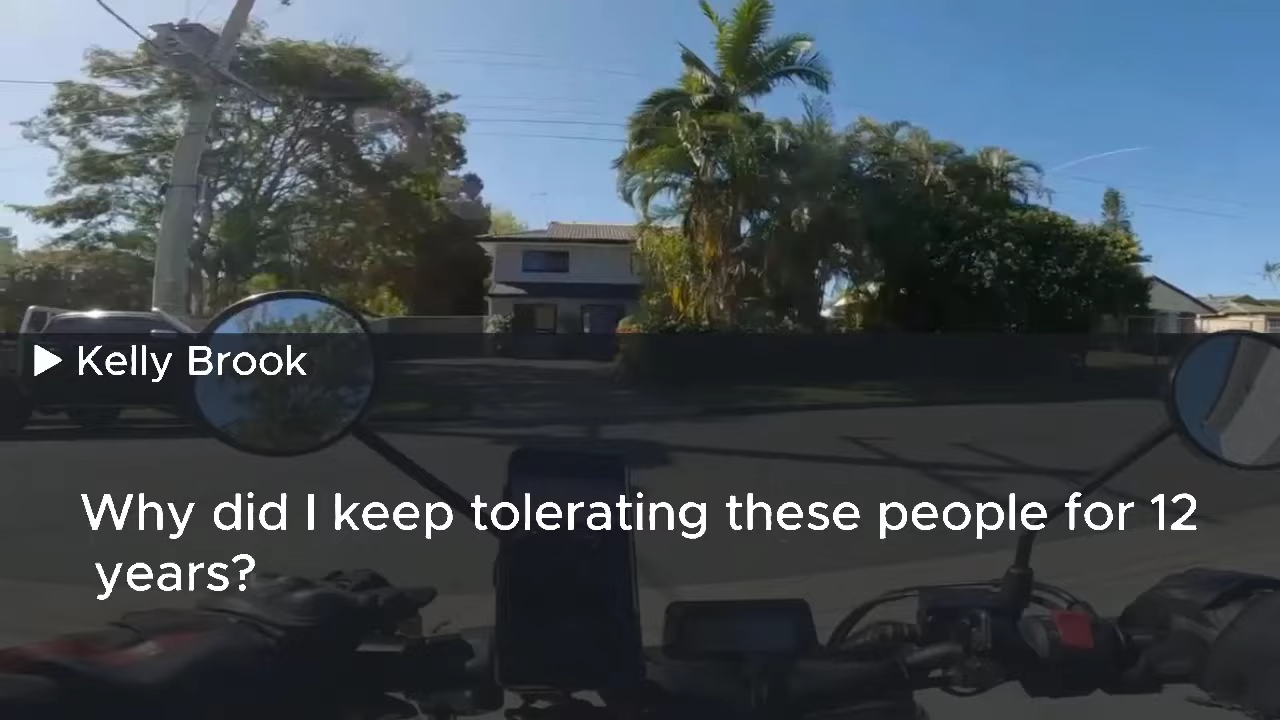 ▶ Kelly Brook
Why did I keep tolerating these people for 12
years?